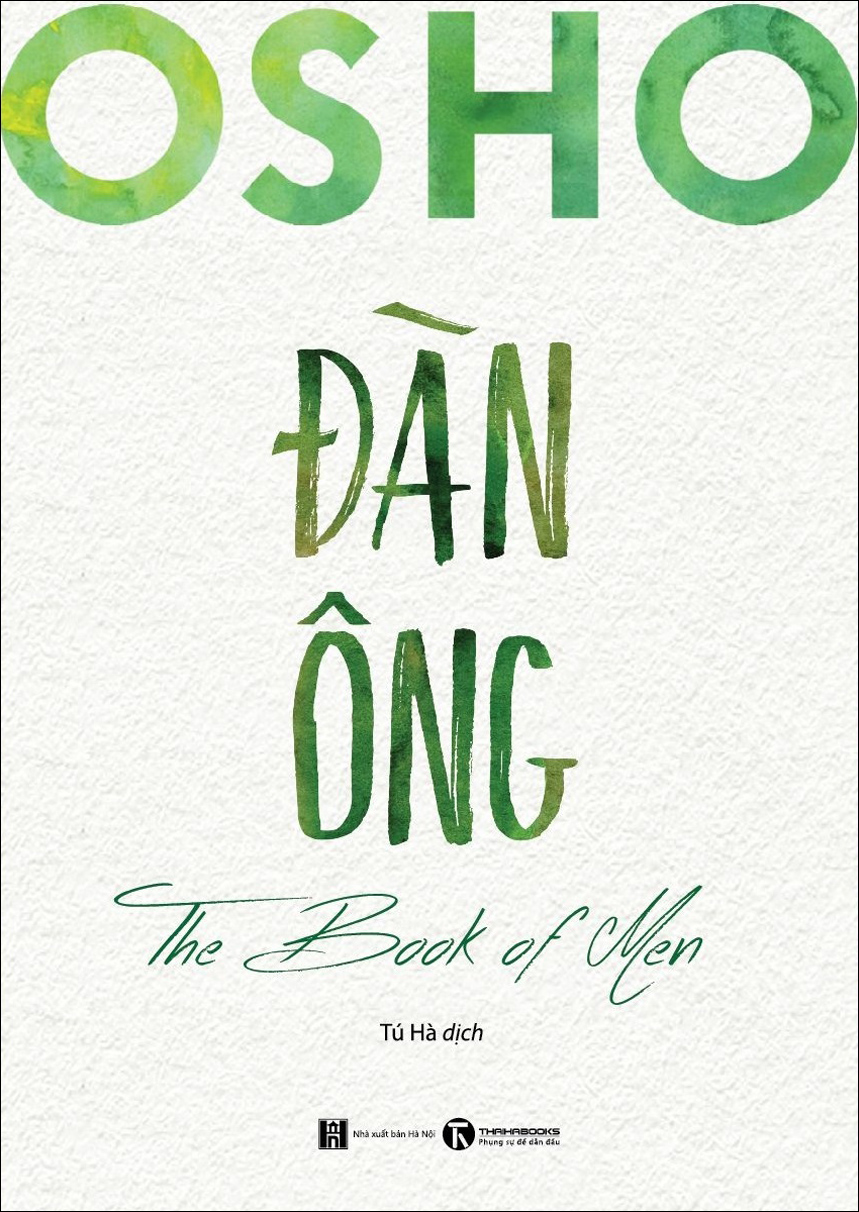 OSHO
ĐÀN
ÔNG
The Book of Men
Tú Hà dịch
Nhà xuất bản Hà Nội
THAIHABOOKS
Phụng sự để dẫn đầu